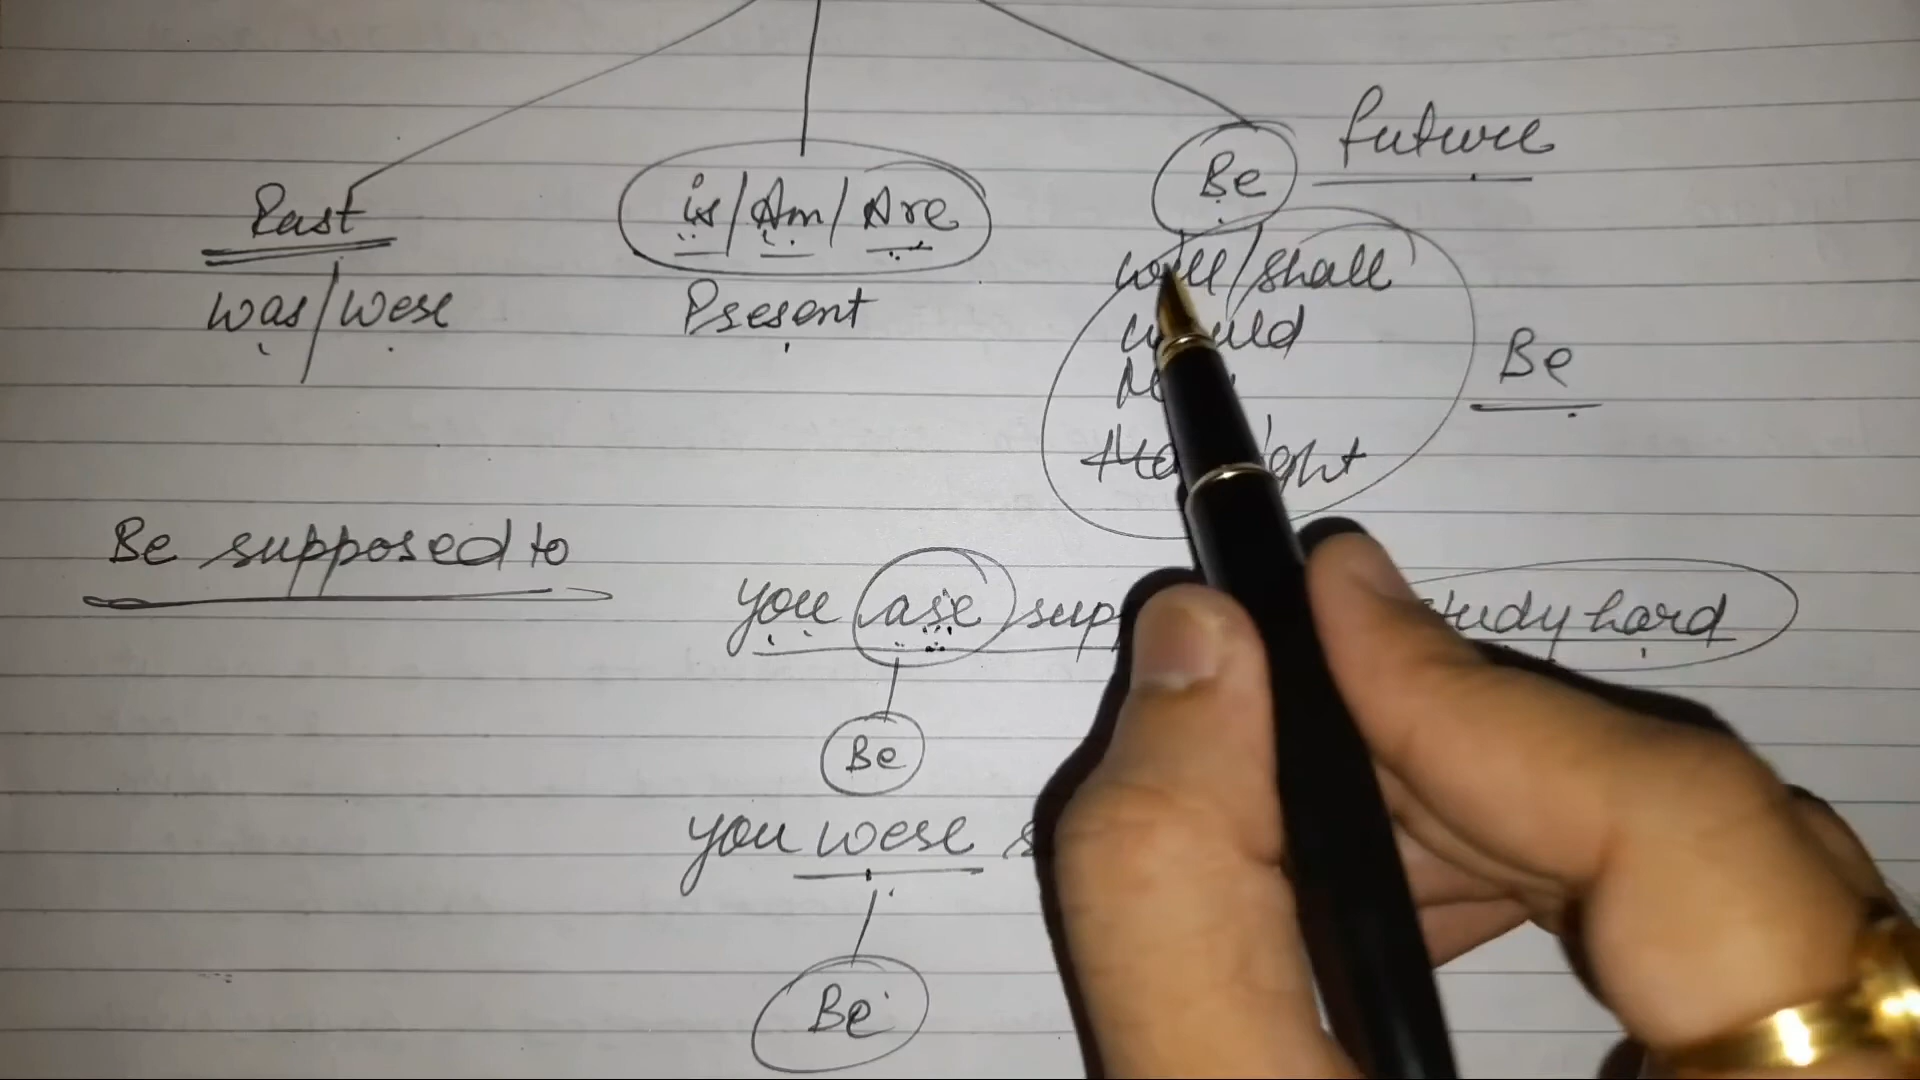 Past
is/Am/Are
Be
future
was/were
Present
will/shall
would
Be
Be supposed to
you are study hard
Be
you were
Be